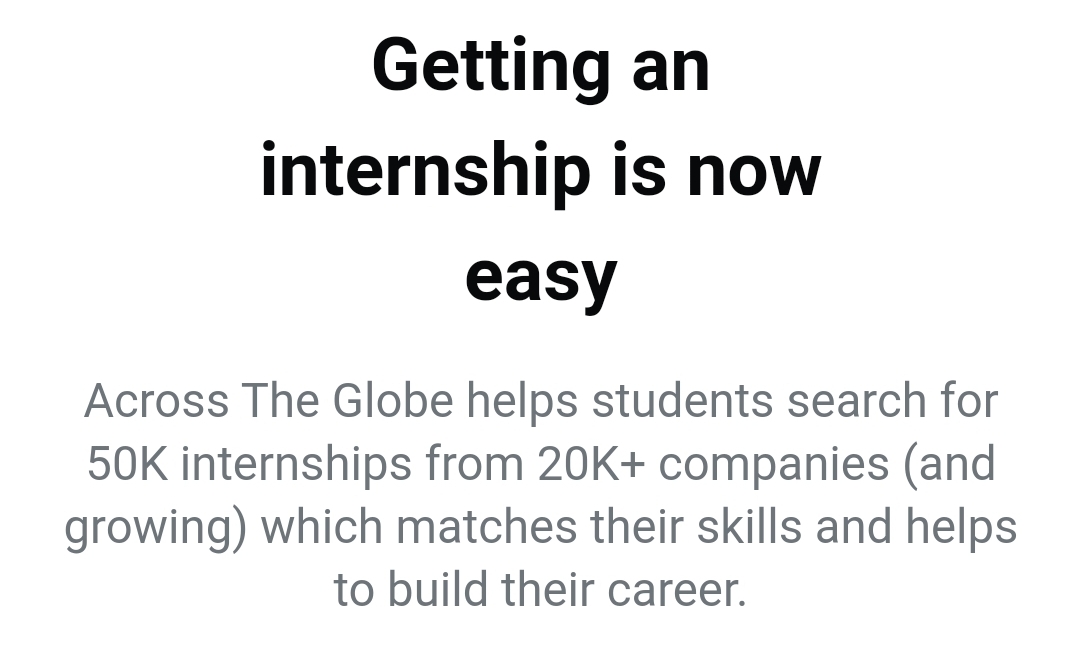 Getting an
internship is now
easy
Across The Globe helps students search for
50K internships from 20K+ companies (and
growing) which matches their skills and helps
to build their career.